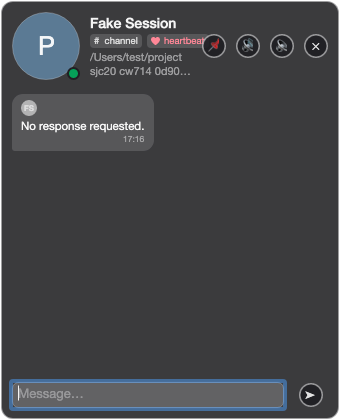 P
Fake Session
# channel
heartbeat
/Users/test/project
sjc20 cw714 0d90…
FS
No response requested.
17:16
Message…